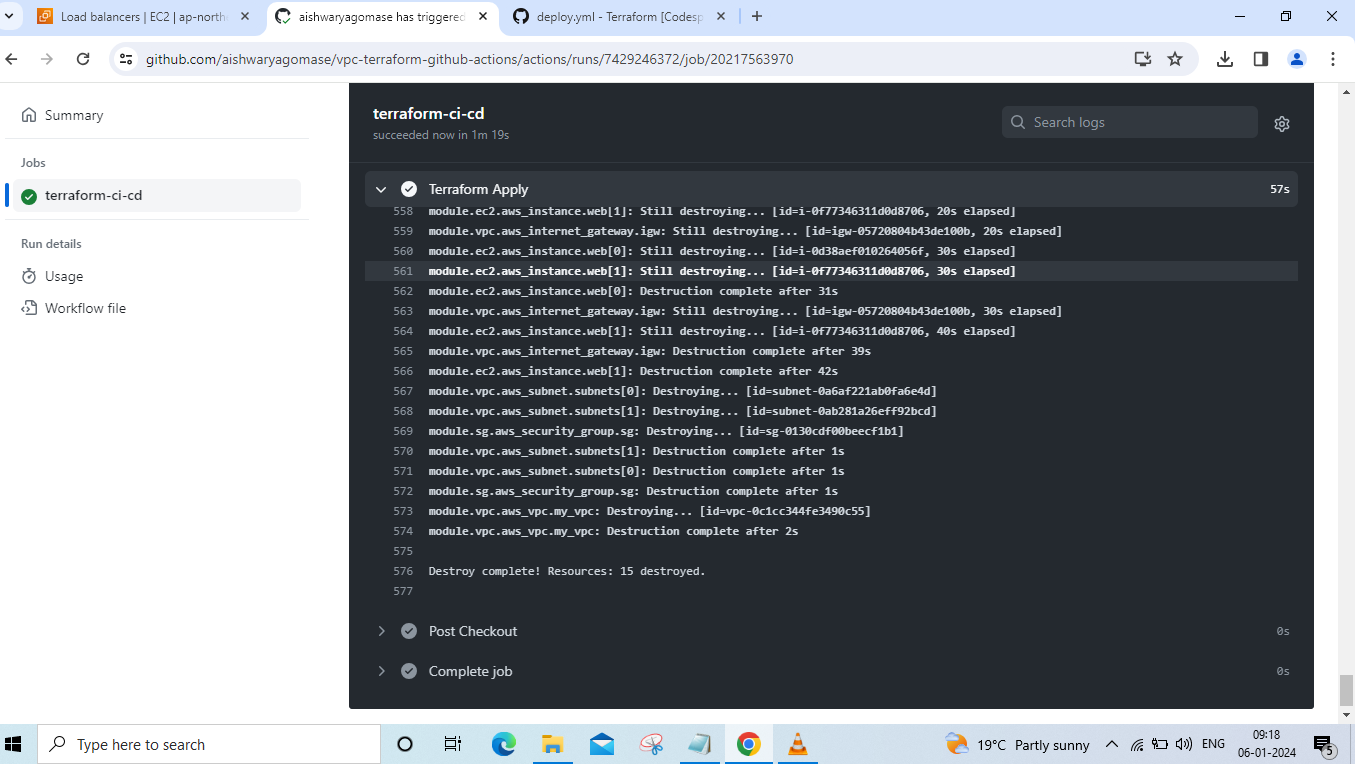 Load balancers | EC2 | ap-north
aishwaryagomase has triggered
deploy.yml - Terraform [Codesp
github.com/aishwaryagomase/vpc-terraform-github-actions/actions/runs/7429246372/job/20217563970
Summary
Jobs
terraform-ci-cd
Run details
Usage
Workflow file
terraform-ci-cd
succeeded now in 1m 19s
Search logs
Terraform Apply 57s
558 module.ec2.aws_instance.web[1]: Still destroying... [id=i-0f77346311d0d8706, 20s elapsed]
559 module.vpc.aws_internet_gateway.igw: Still destroying... [id=igw-05720804b43de100b, 20s elapsed]
560 module.ec2.aws_instance.web[0]: Still destroying... [id=i-0d38aef010264056f, 30s elapsed]
561 module.ec2.aws_instance.web[1]: Still destroying... [id=i-0f77346311d0d8706, 30s elapsed]
562 module.ec2.aws_instance.web[0]: Destruction complete after 31s
563 module.vpc.aws_internet_gateway.igw: Still destroying... [id=igw-05720804b43de100b, 30s elapsed]
564 module.ec2.aws_instance.web[1]: Still destroying... [id=i-0f77346311d0d8706, 40s elapsed]
565 module.vpc.aws_internet_gateway.igw: Destruction complete after 39s
566 module.ec2.aws_instance.web[1]: Destruction complete after 42s
567 module.vpc.aws_subnet.subnets[0]: Destroying... [id=subnet-0a6af221ab0fa6e4d]
568 module.vpc.aws_subnet.subnets[1]: Destroying... [id=subnet-0ab281a26eff92bcd]
569 module.sg.aws_security_group.sg: Destroying... [id=sg-0130cdf00beecf1b1]
570 module.vpc.aws_subnet.subnets[1]: Destruction complete after 1s
571 module.vpc.aws_subnet.subnets[0]: Destruction complete after 1s
572 module.sg.aws_security_group.sg: Destruction complete after 1s
573 module.vpc.aws_vpc.my_vpc: Destroying... [id=vpc-0c1cc344fe3490c55]
574 module.vpc.aws_vpc.my_vpc: Destruction complete after 2s
575
576 Destroy complete! Resources: 15 destroyed.
577
Post Checkout 0s
Complete job 0s
Type here to search
19°C Partly sunny
ENG
09:18
06-01-2024
5